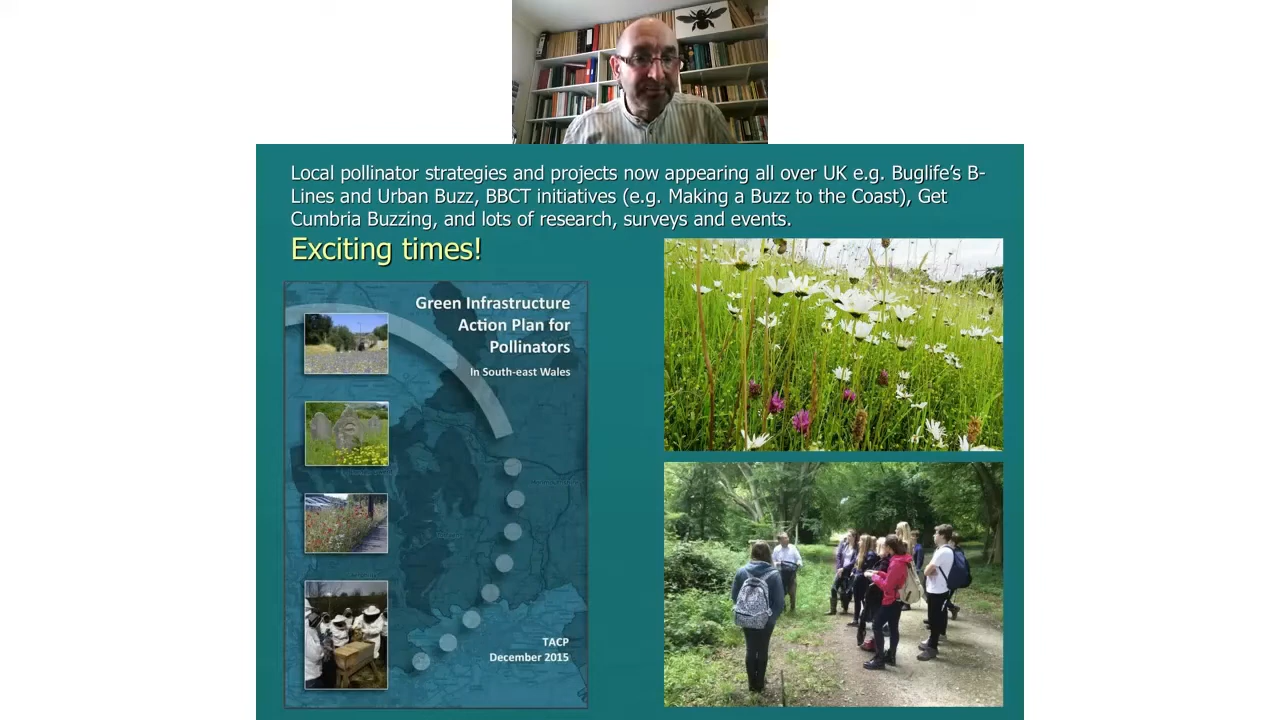 Local pollinator strategies and projects now appearing all over UK e.g. Buglife's B-
Lines and Urban Buzz, BBCT initiatives (e.g. Making a Buzz to the Coast), Get
Cumbria Buzzing, and lots of research, surveys and events.
Exciting times!
Green Infrastructure
Action Plan for
Pollinators
In South-east Wales
TACP
December 2015